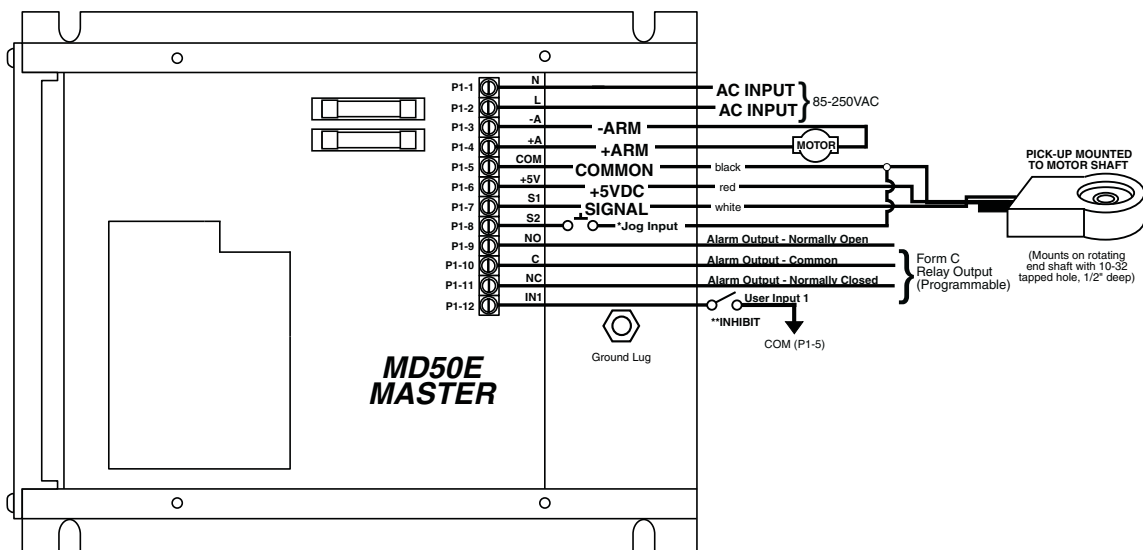 P1-1 N AC INPUT
P1-2 L AC INPUT
85-250VAC
P1-3 -A -ARM
P1-4 +A +ARM MOTOR
P1-5 COM COMMON black
P1-6 +5V +5VDC red
P1-7 S1 SIGNAL white
P1-8 S2 *Jog Input
P1-9 NO Alarm Output - Normally Open
P1-10 C Alarm Output - Common
P1-11 NC Alarm Output - Normally Closed
P1-12 IN1 User Input 1
**INHIBIT
COM (P1-5)
Form C
Relay Output
(Programmable)
PICK-UP MOUNTED
TO MOTOR SHAFT
(Mounts on rotating
end shaft with 10-32
tapped hole, 1/2" deep)
Ground Lug
MD50E
MASTER